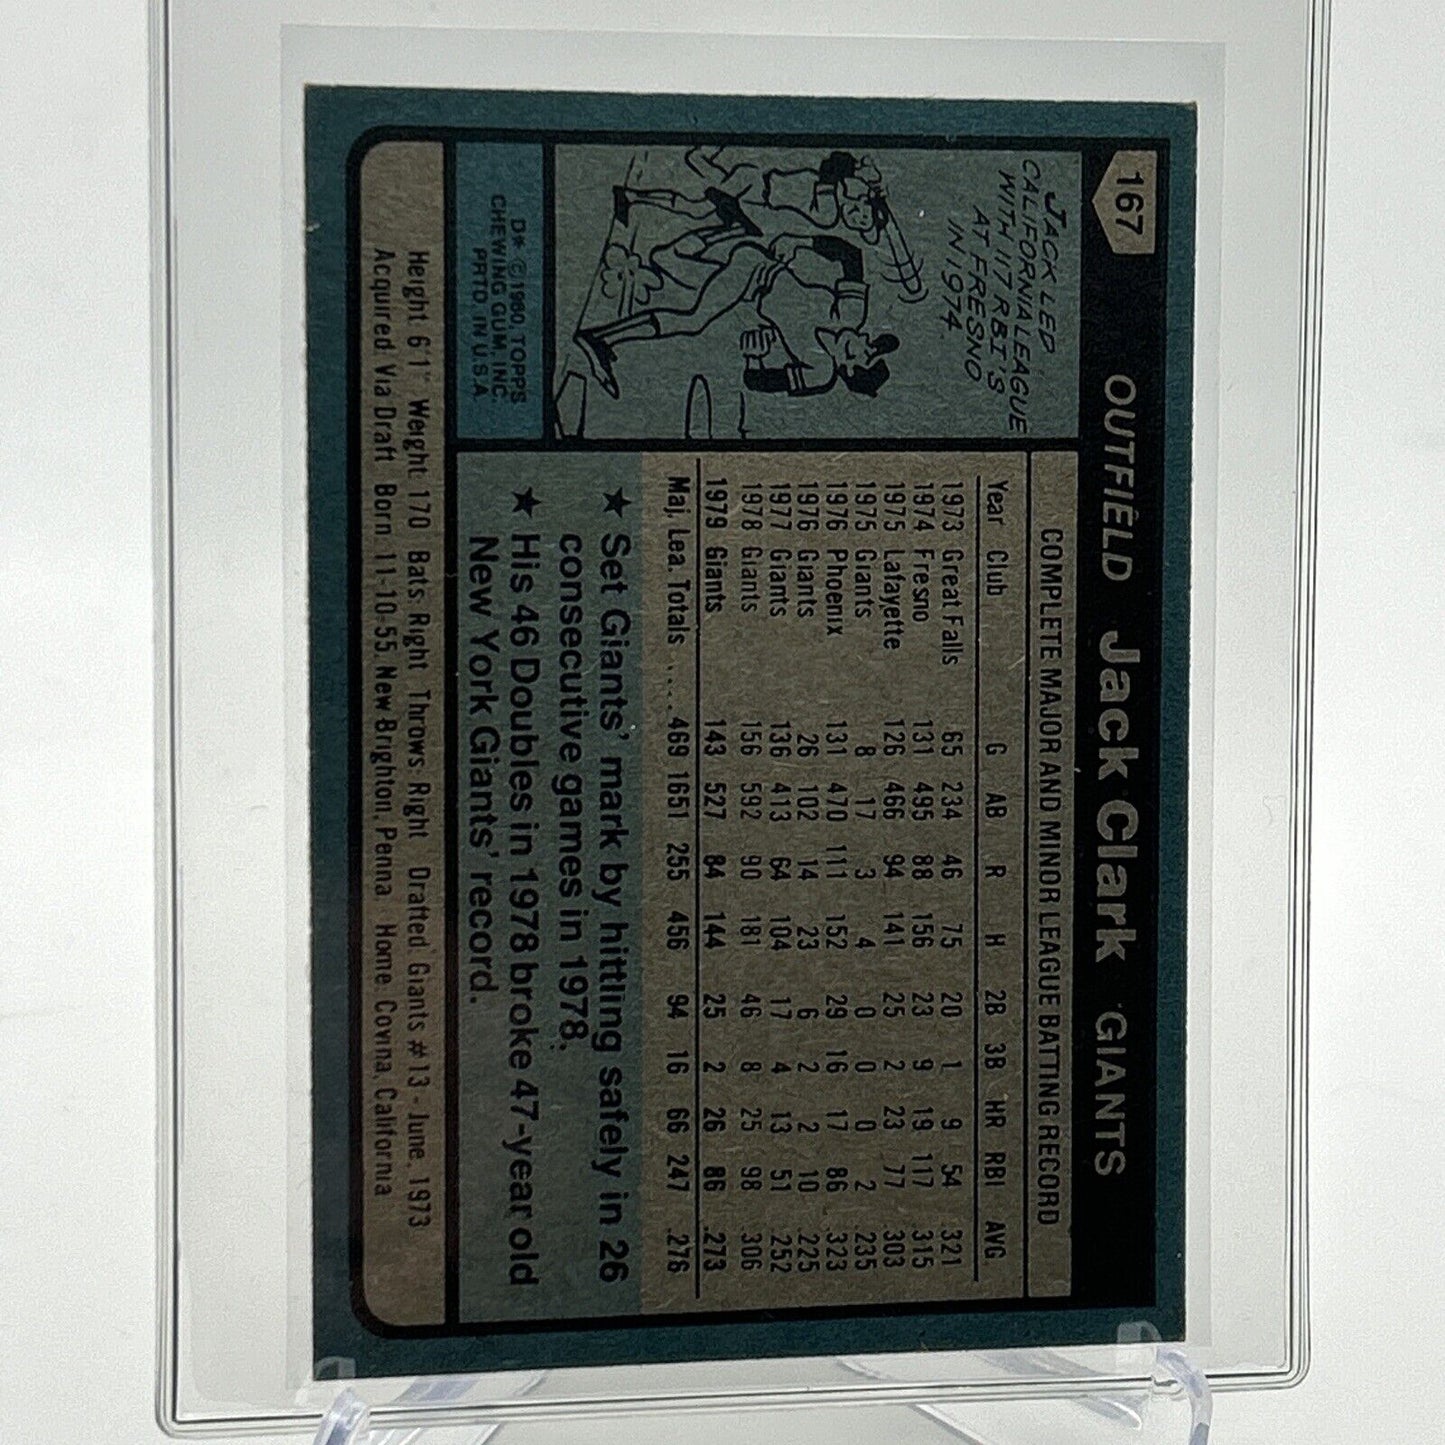 167 OUTFIELD Jack Clark GIANTS
JACK LED
CALIFORNIA LEAGUE
WITH 117 RBI'S
AT FRESNO
IN 1974.
D* © 1980, TOPPS
CHEWING GUM, INC.
PRTD. IN U.S.A.
COMPLETE MAJOR AND MINOR LEAGUE BATTING RECORD
Year Club G AB R H 2B 3B HR RBI AVG.
1973 Great Falls 65 234 46 75 20 1 9 54 .321
1974 Fresno 131 495 88 156 23 9 19 117 .315
1975 Lafayette 126 466 94 141 25 2 23 77 .303
1975 Giants 8 17 3 4 0 0 0 2 .235
1976 Phoenix 131 470 111 152 29 16 17 86 .323
1976 Giants 26 102 14 23 6 2 2 10 .225
1977 Giants 136 413 64 104 17 4 13 51 .252
1978 Giants 156 592 90 181 46 8 25 98 .306
1979 Giants 143 527 84 144 25 2 26 86 .273
Maj. Lea. Totals .... 469 1651 255 456 94 16 66 247 .276
★ Set Giants' mark by hitting safely in 26
consecutive games in 1978.
★ His 46 Doubles in 1978 broke 47-year old
New York Giants' record.
Height: 6'1" Weight: 170 Bats: Right Throws: Right Drafted: Giants #13 - June, 1973
Acquired: Via Draft Born: 11-10-55, New Brighton, Penna. Home: Covina, California